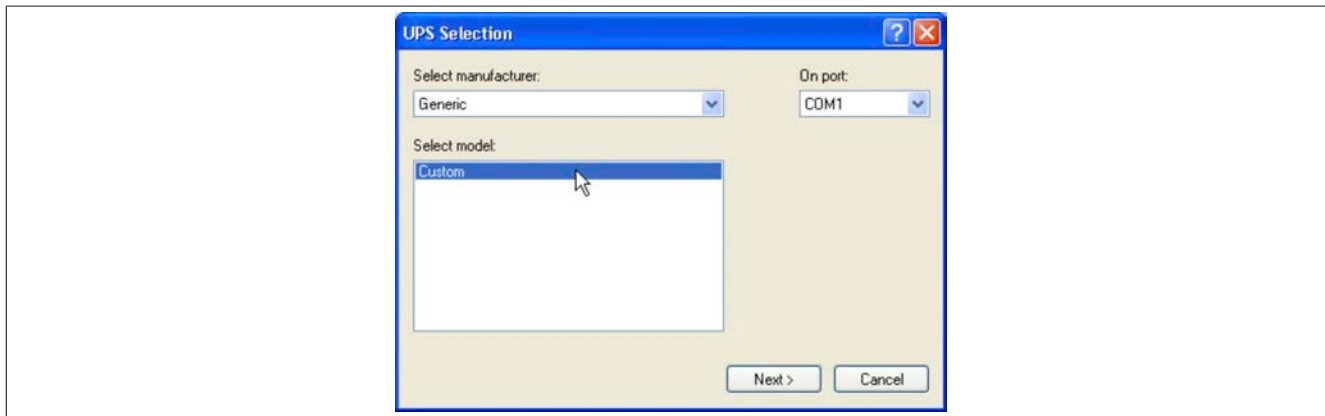 UPS Selection
Select manufacturer:
On port:
Generic
COM1
Select model:
Custom
Next >
Cancel